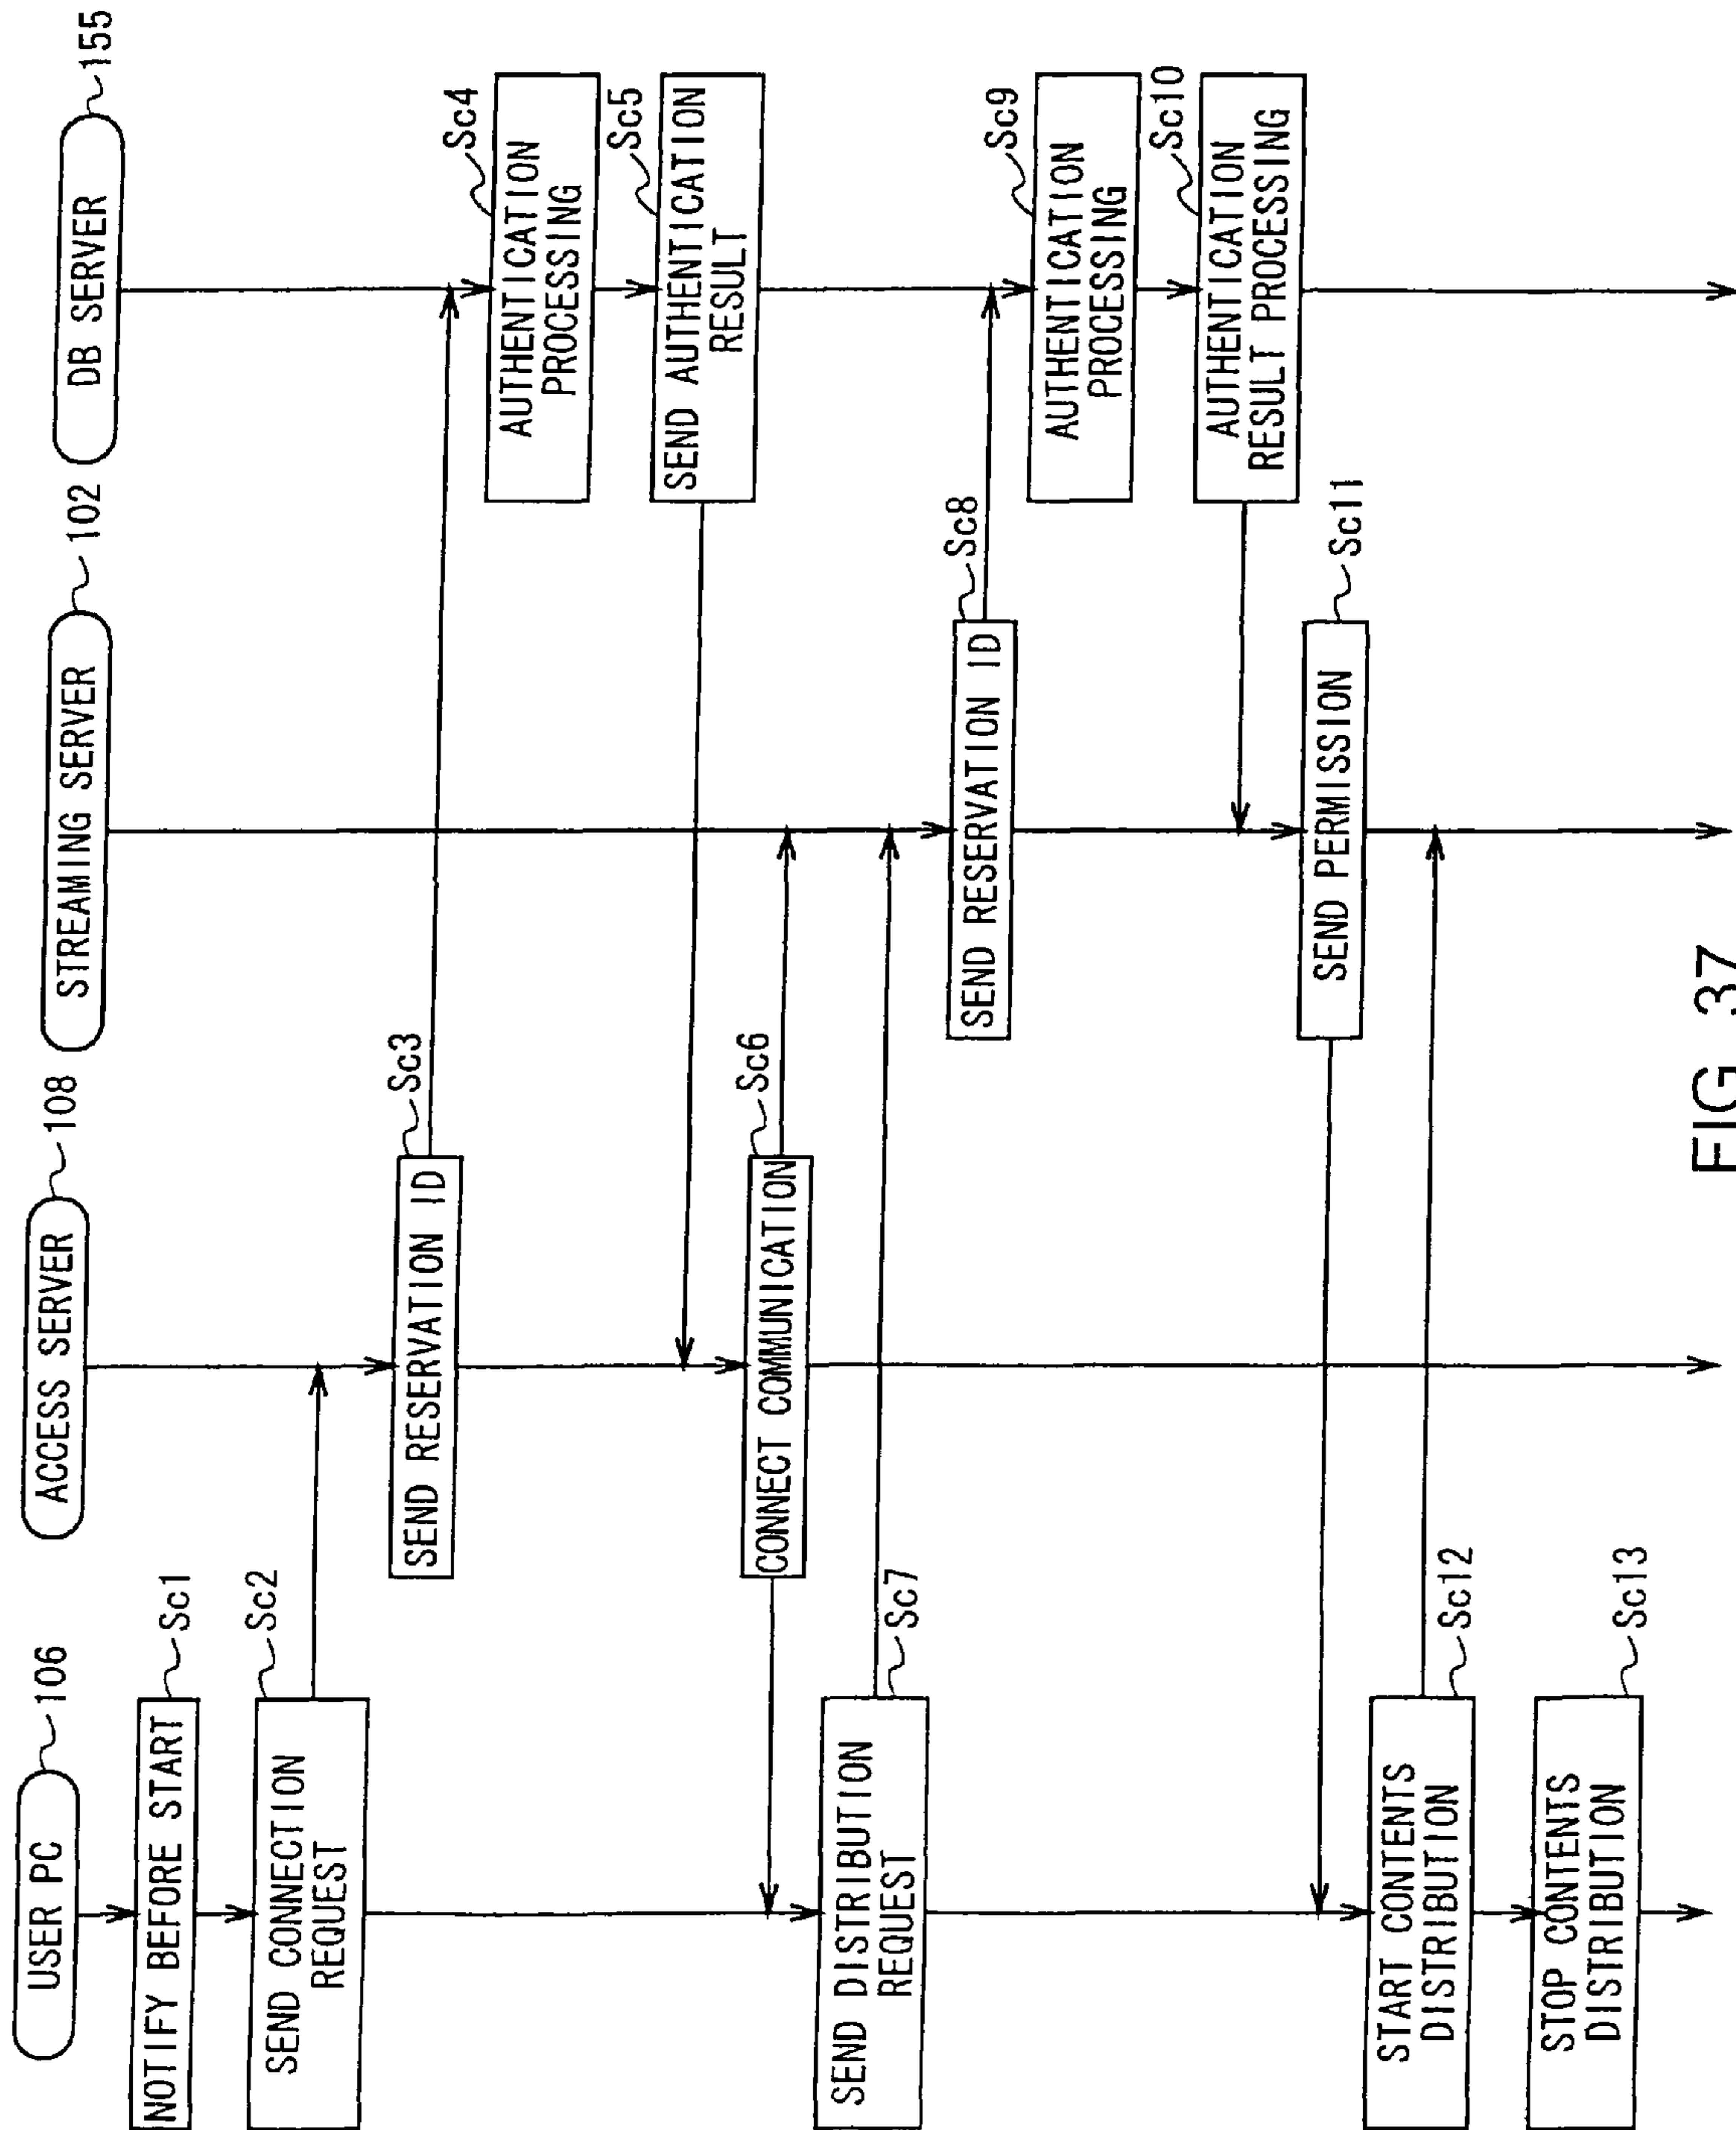 USER PC
106
ACCESS SERVER
108
STREAMING SERVER
102
DB SERVER
155
NOTIFY BEFORE START
Sc1
SEND CONNECTION
REQUEST
Sc2
SEND RESERVATION ID
Sc3
AUTHENTICATION
PROCESSING
Sc4
SEND AUTHENTICATION
RESULT
Sc5
CONNECT COMMUNICATION
Sc6
SEND DISTRIBUTION
REQUEST
Sc7
SEND RESERVATION ID
Sc8
AUTHENTICATION
PROCESSING
Sc9
AUTHENTICATION
RESULT PROCESSING
Sc10
SEND PERMISSION
Sc11
START CONTENTS
DISTRIBUTION
Sc12
STOP CONTENTS
DISTRIBUTION
Sc13
FIG. 37